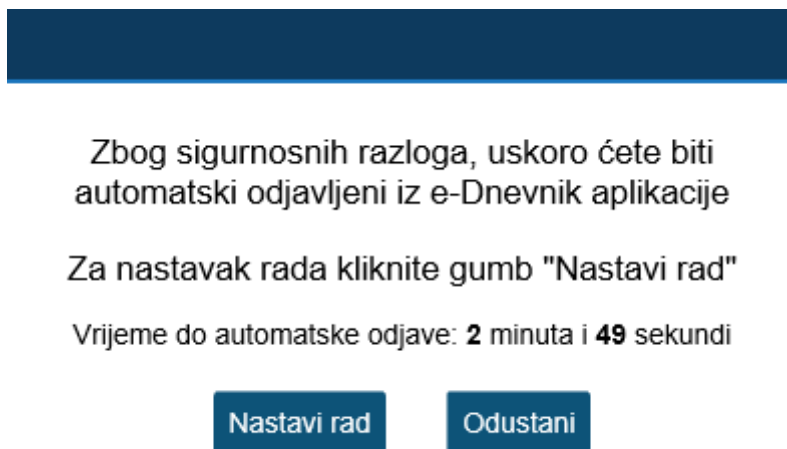 Zbog sigurnosnih razloga, uskoro ćete biti
automatski odjavljeni iz e-Dnevnik aplikacije
Za nastavak rada kliknite gumb "Nastavi rad"
Vrijeme do automatske odjave: 2 minuta i 49 sekundi
Nastavi rad Odustani